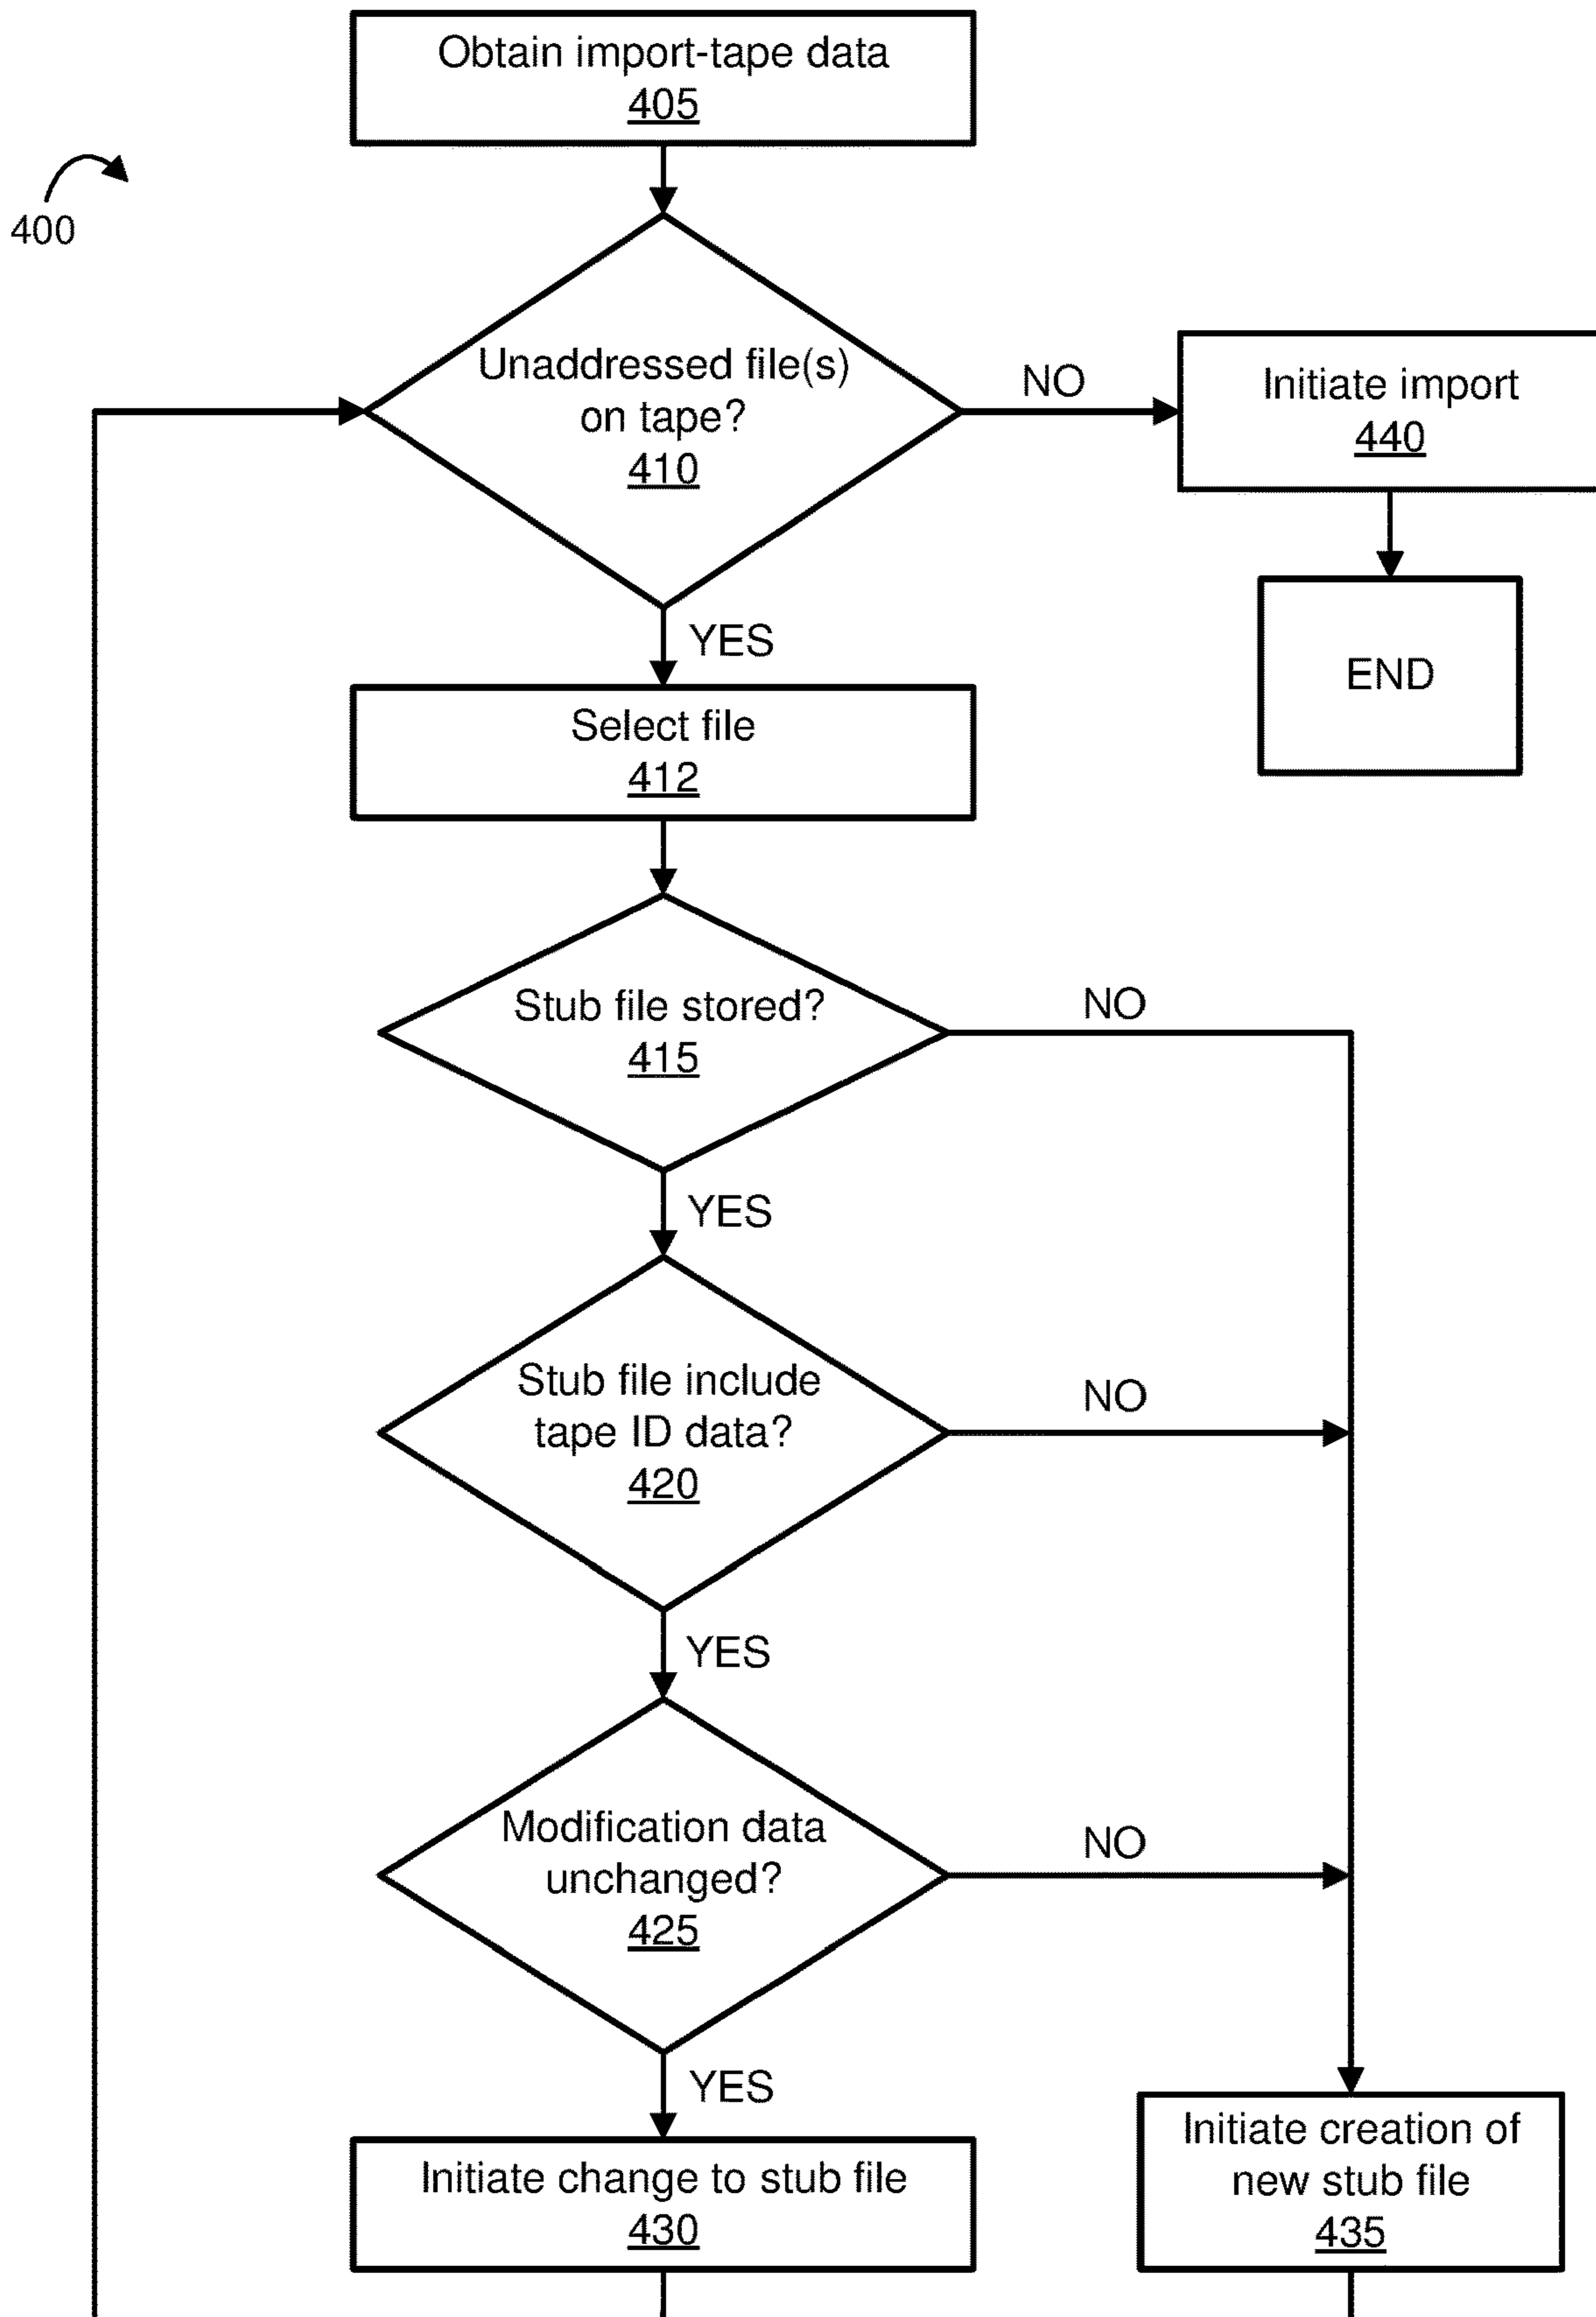 Obtain import-tape data
405
400
Unaddressed file(s)
on tape?
410
NO
Initiate import
440
END
YES
Select file
412
Stub file stored?
415
NO
YES
Stub file include
tape ID data?
420
NO
YES
Modification data
unchanged?
425
NO
YES
Initiate change to stub file
430
Initiate creation of
new stub file
435